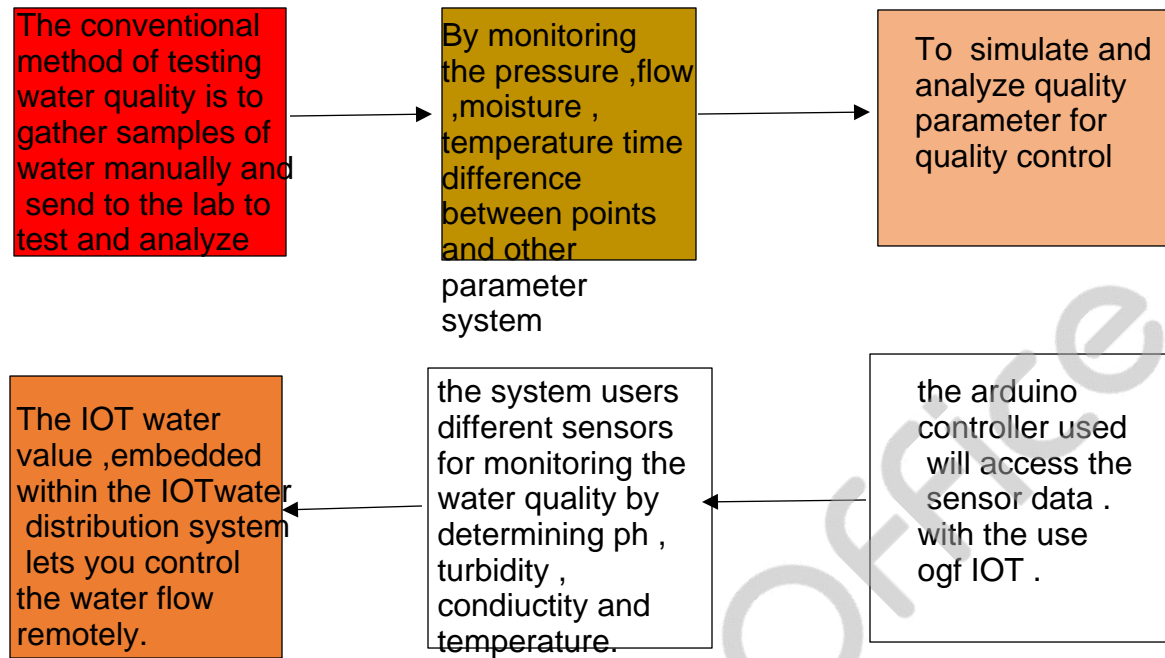 The conventional
method of testing
water quality is to
gather samples of
water manually and
send to the lab to
test and analyze
By monitoring
the pressure ,flow
,moisture ,
temperature time
difference
between points
and other
parameter
system
To simulate and
analyze quality
parameter for
quality control
The IOT water
value ,embedded
within the IOTwater
distribution system
lets you control
the water flow
remotely.
the system users
different sensors
for monitoring the
water quality by
determining ph ,
turbidity ,
condiuctity and
temperature.
the arduino
controller used
will access the
sensor data .
with the use
ogf IOT .
Office